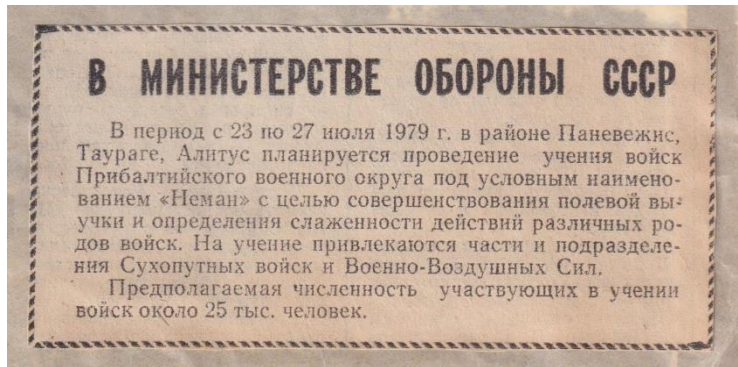 В МИНИСТЕРСТВЕ ОБОРОНЫ СССР
В период с 23 по 27 июля 1979 г. в районе Паневежис,
Таураге, Алитус планируется проведение учения войск
Прибалтийского военного округа под условным наимено-
ванием «Неман» с целью совершенствования полевой вы-
учки и определения слаженности действий различных ро-
дов войск. На учение привлекаются части и подразделе-
ния Сухопутных войск и Военно-Воздушных Сил.
Предполагаемая численность участвующих в учении
войск около 25 тыс. человек.